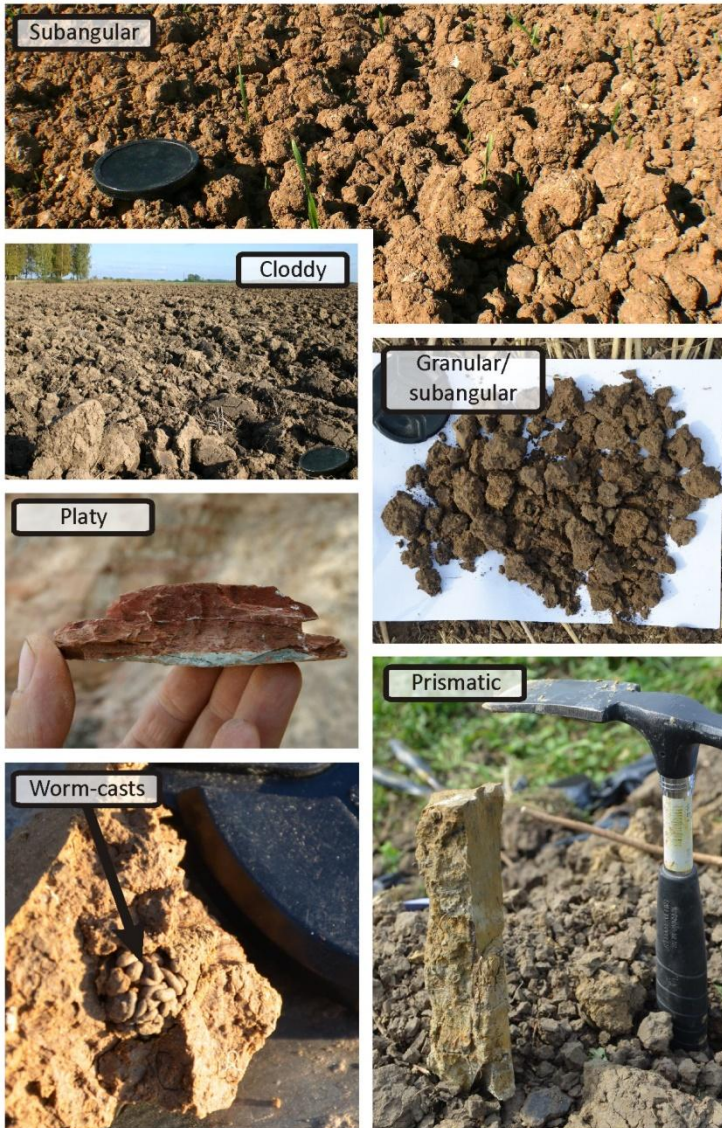 Subangular
Cloddy
Granular/
subangular
Platy
Prismatic
Worm-casts